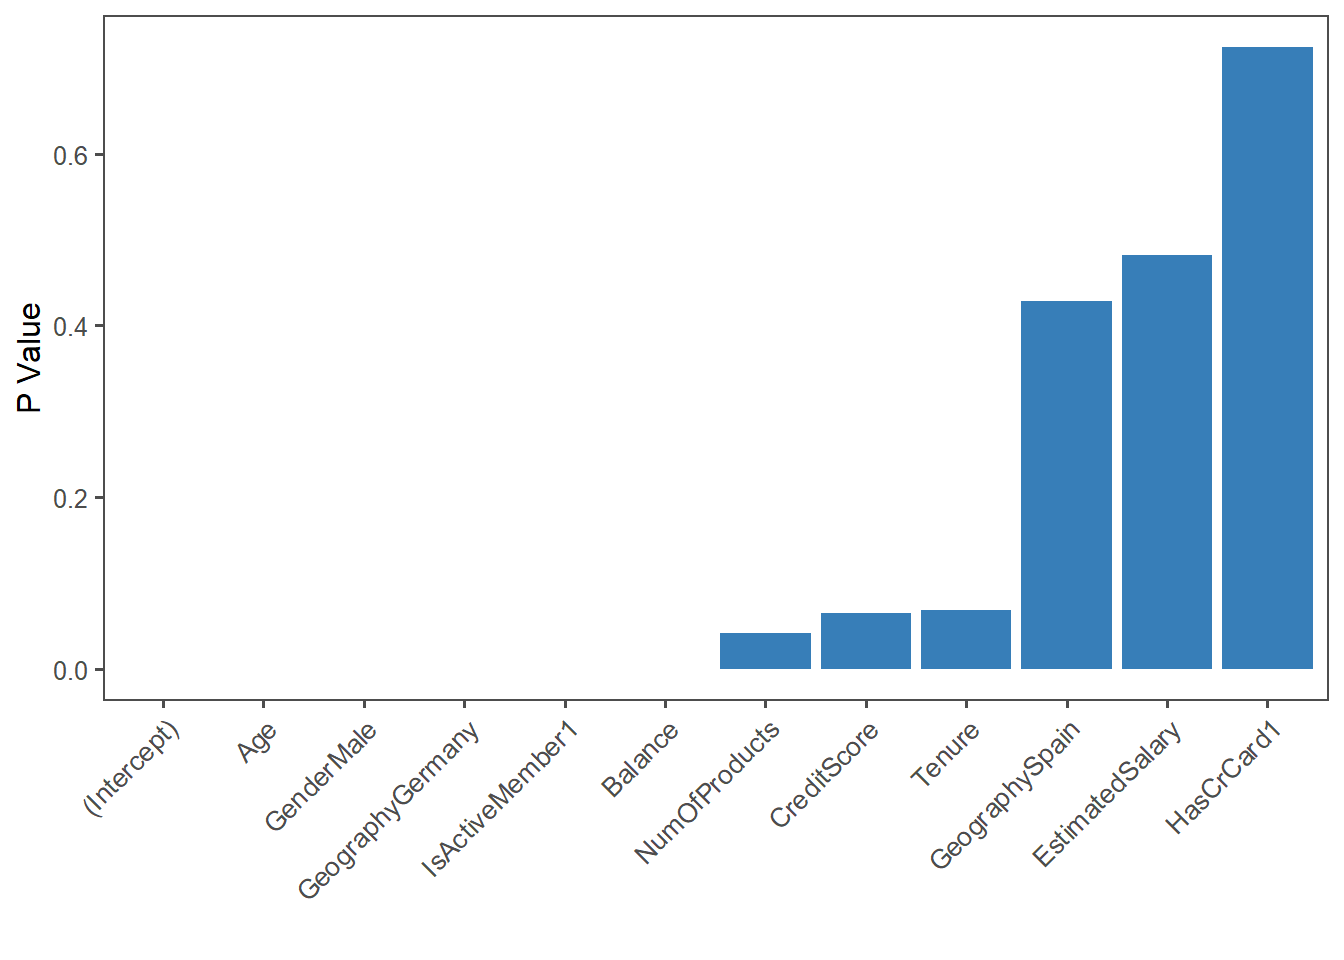 P Value
0.6
0.4
0.2
0.0
(Intercept)
Age
GenderMale
GeographyGermany
IsActiveMember1
Balance
NumOfProducts
CreditScore
Tenure
GeographySpain
EstimatedSalary
HasCrCard1